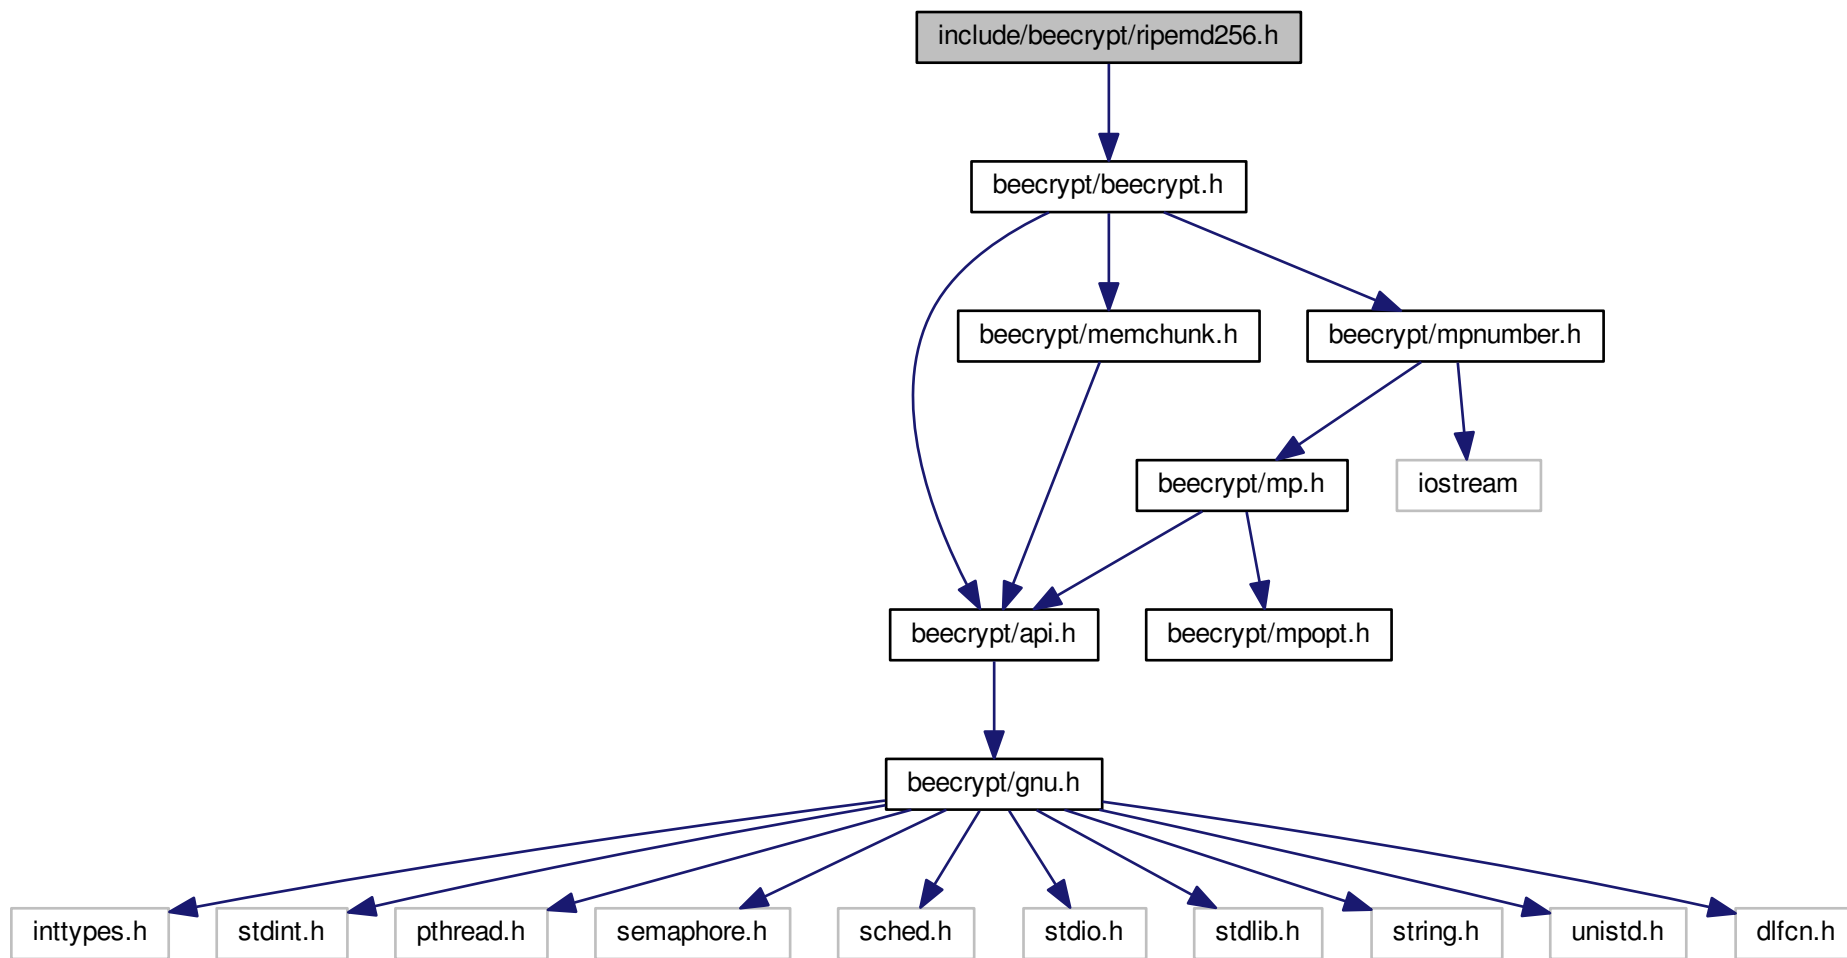 include/beecrypt/ripemd256.h
beecrypt/beecrypt.h
beecrypt/memchunk.h
beecrypt/mpnumber.h
beecrypt/mp.h
iostream
beecrypt/api.h
beecrypt/mpopt.h
beecrypt/gnu.h
inttypes.h
stdint.h
pthread.h
semaphore.h
sched.h
stdio.h
stdlib.h
string.h
unistd.h
dlfcn.h